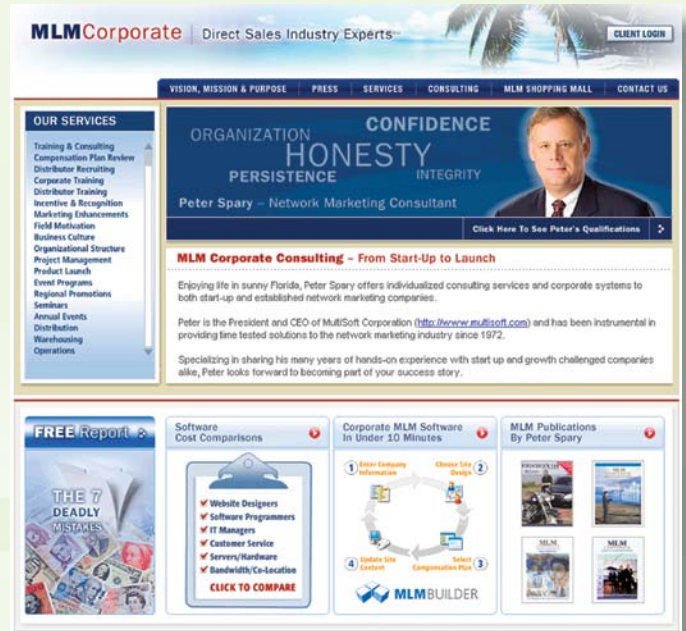 MLMCorporate | Direct Sales Industry Experts
CLIENT LOGIN
VISION, MISSION & PURPOSE PRESS SERVICES CONSULTING MLM SHOPPING MALL CONTACT US
OUR SERVICES
Training & Consulting
Compensation Plan Review
Distributor Recruiting
Corporate Training
Distributor Training
Incentive & Recognition
Marketing Enhancements
Field Motivation
Business Culture
Organizational Structure
Project Management
Product Launch
Event Programs
Regional Promotions
Seminars
Annual Events
Distribution
Warehousing
Operations
ORGANIZATION CONFIDENCE
HONESTY
PERSISTENCE INTEGRITY
Peter Spary – Network Marketing Consultant
Click Here To See Peter's Qualifications
MLM Corporate Consulting – From Start-Up to Launch
Enjoying life in sunny Florida, Peter Spary offers individualized consulting services and corporate systems to
both start-up and established network marketing companies.
Peter is the President and CEO of MultiSoft Corporation (http://www.multisoft.com) and has been instrumental in
providing time tested solutions to the network marketing industry since 1972.
Specializing in sharing his many years of hands-on experience with start up and growth challenged companies
alike, Peter looks forward to becoming part of your success story.
FREE Report
THE 7
DEADLY
MISTAKES
Software
Cost Comparisons
Website Designers
Software Programmers
IT Managers
Customer Service
Servers/Hardware
Bandwidth/Co-Location
CLICK TO COMPARE
Corporate MLM Software
In Under 10 Minutes
1 Enter Company
Information
Choose Site
Design 2
4 Update Site
Content
Select
Compensation Plan 3
MLMBUILDER
MLM Publications
By Peter Spary
MLM
MLM
MLM